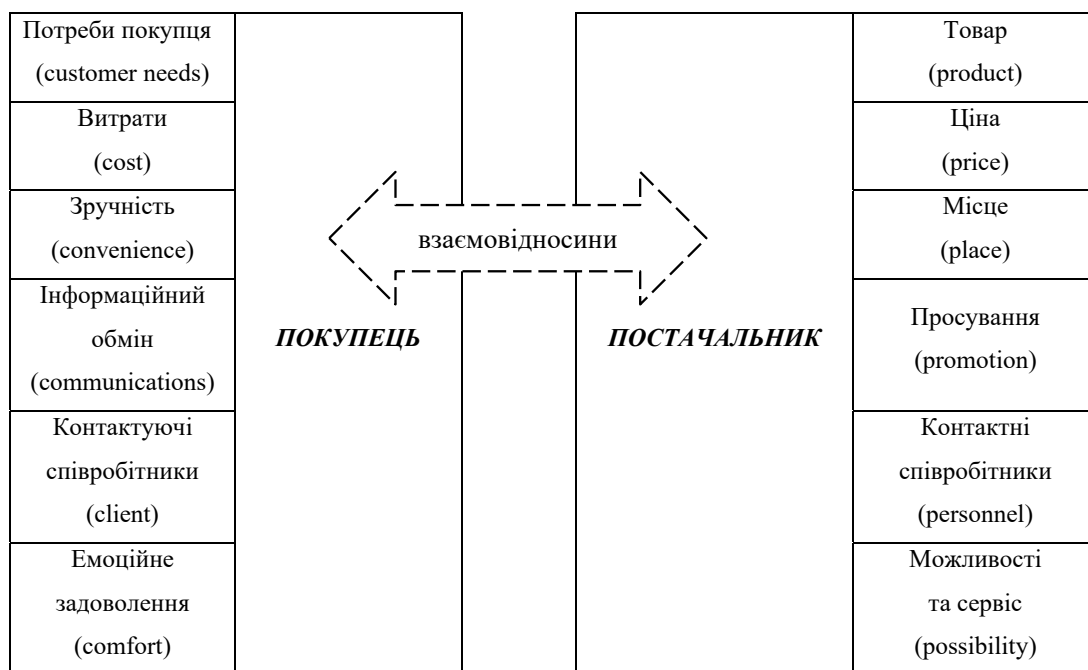 Потреби покупця
(customer needs)
Витрати
(cost)
Зручність
(convenience)
Інформаційний
обмін
(communications)
Контактуючі
співробітники
(client)
Емоційне
задоволення
(comfort)
ПОКУПЕЦЬ
взаємовідносини
ПОСТАЧАЛЬНИК
Товар
(product)
Ціна
(price)
Місце
(place)
Просування
(promotion)
Контактні
співробітники
(personnel)
Можливості
та сервіс
(possibility)